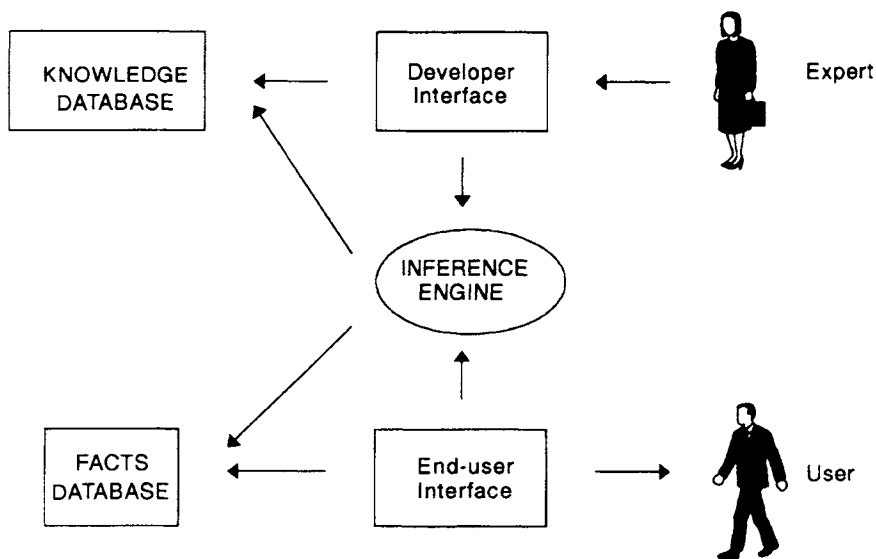 KNOWLEDGE
DATABASE
Developer
Interface
Expert
INFERENCE
ENGINE
FACTS
DATABASE
End-user
Interface
User